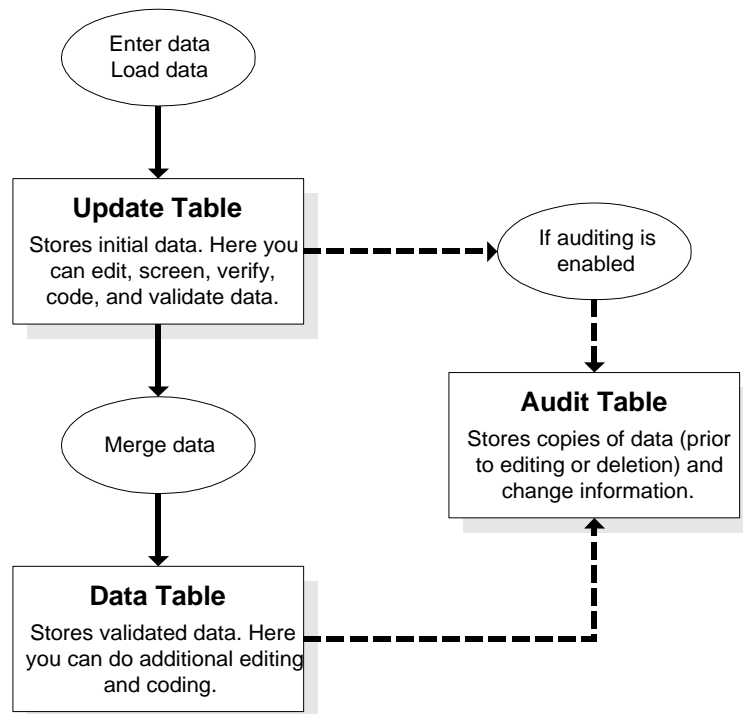 Enter data
Load data
Update Table
Stores initial data. Here you
can edit, screen, verify,
code, and validate data.
If auditing is
enabled
Merge data
Audit Table
Stores copies of data (prior
to editing or deletion) and
change information.
Data Table
Stores validated data. Here
you can do additional editing
and coding.